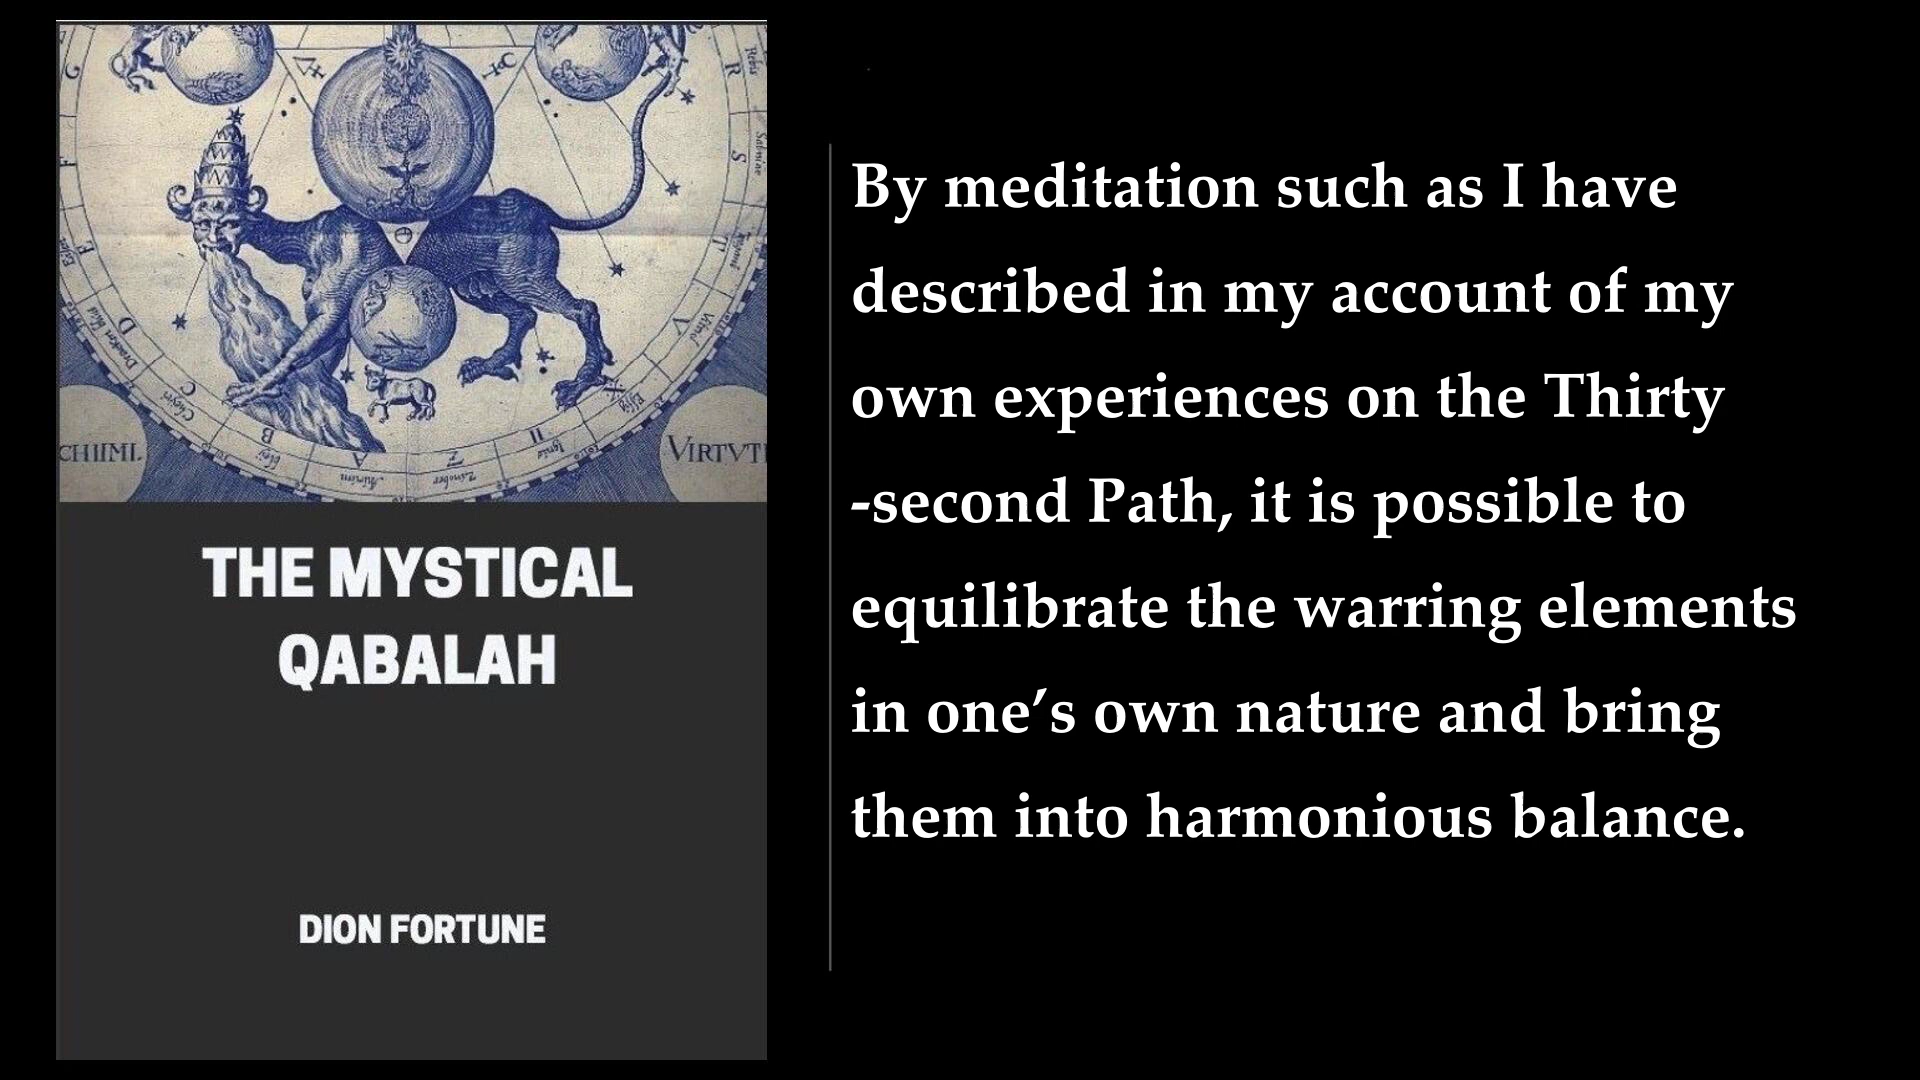 CHIIMI.
VIRTVT
THE MYSTICAL
QABALAH
DION FORTUNE
By meditation such as I have
described in my account of my
own experiences on the Thirty
-second Path, it is possible to
equilibrate the warring elements
in one’s own nature and bring
them into harmonious balance.